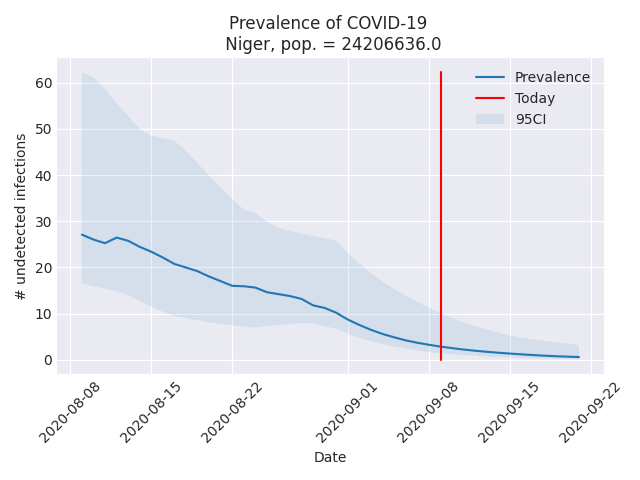 Prevalence of COVID-19
Niger, pop. = 24206636.0
Prevalence
Today
95CI
# undetected infections
60
50
40
30
20
10
0
2020-08-08
2020-08-15
2020-08-22
2020-09-01
2020-09-08
2020-09-15
2020-09-22
Date